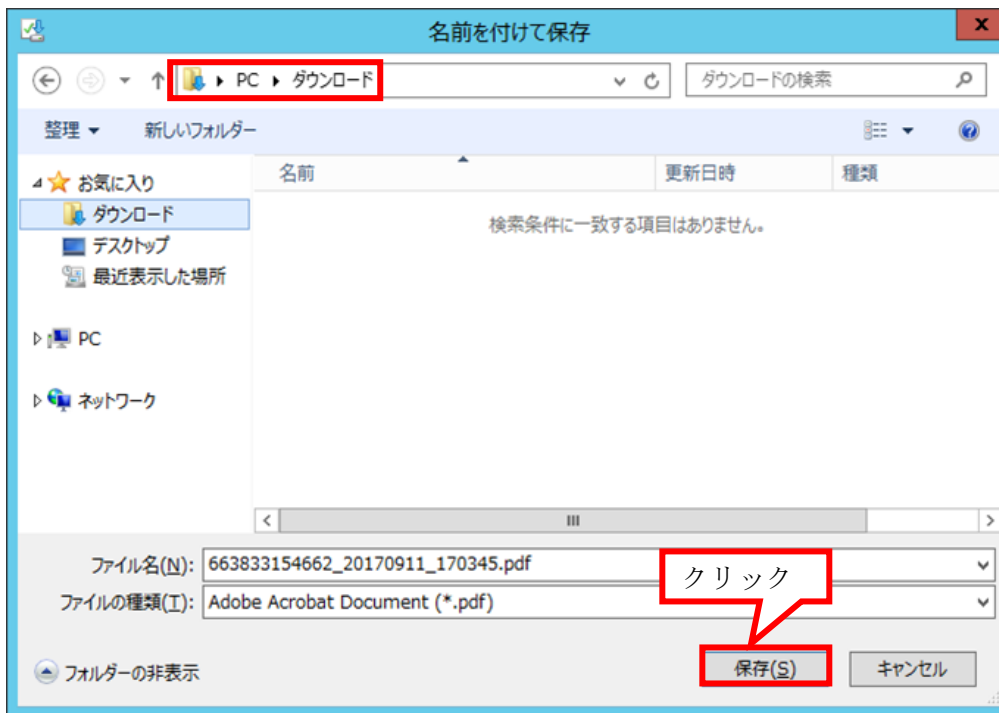 名前を付けて保存
x
PC ダウンロード
ダウンロードの検索
整理 新しいフォルダー
名前 更新日時 種類
お気に入り
ダウンロード
デスクトップ
最近表示した場所
PC
ネットワーク
検索条件に一致する項目はありません。
ファイル名(N): 663833154662_20170911_170345.pdf
ファイルの種類(T): Adobe Acrobat Document (*.pdf)
クリック
フォルダーの非表示
保存(S) キャンセル